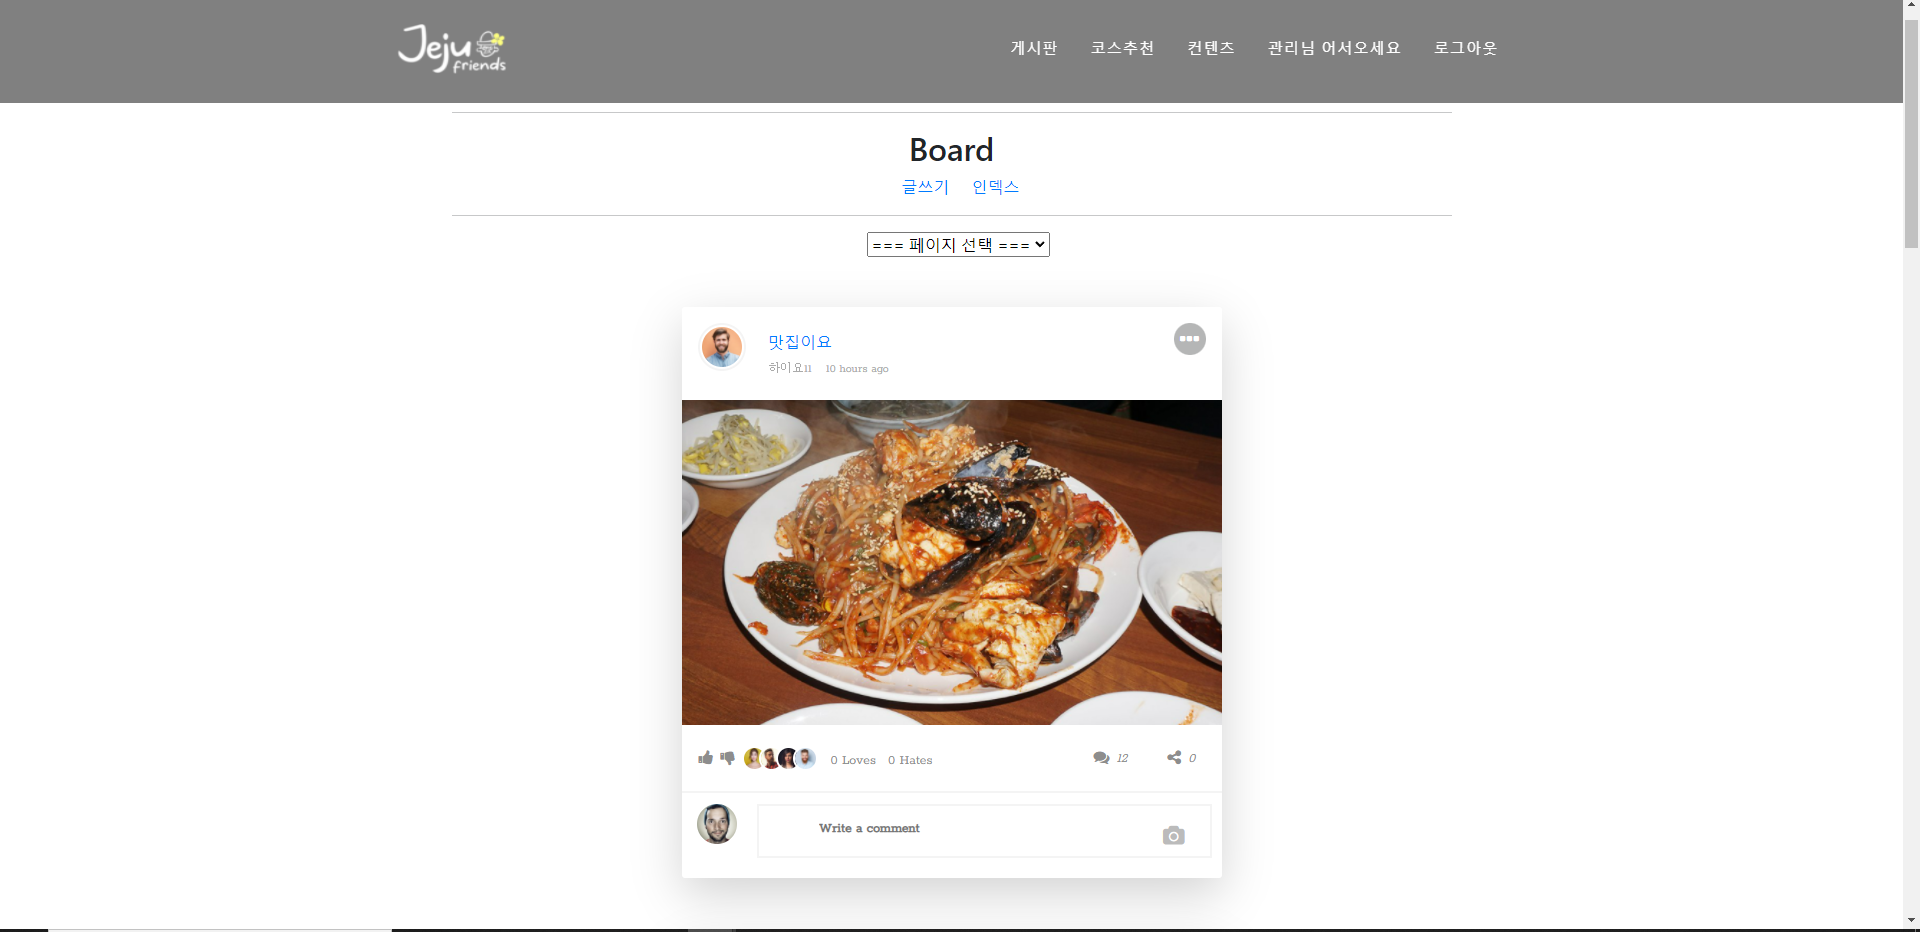 Jeju friends
게시판 코스추천 컨텐츠 관리님 어서오세요 로그아웃
Board
글쓰기 인덱스
=== 페이지 선택 ===
맛집이요
하이요11 10 hours ago
0 Loves 0 Hates 12 0
Write a comment